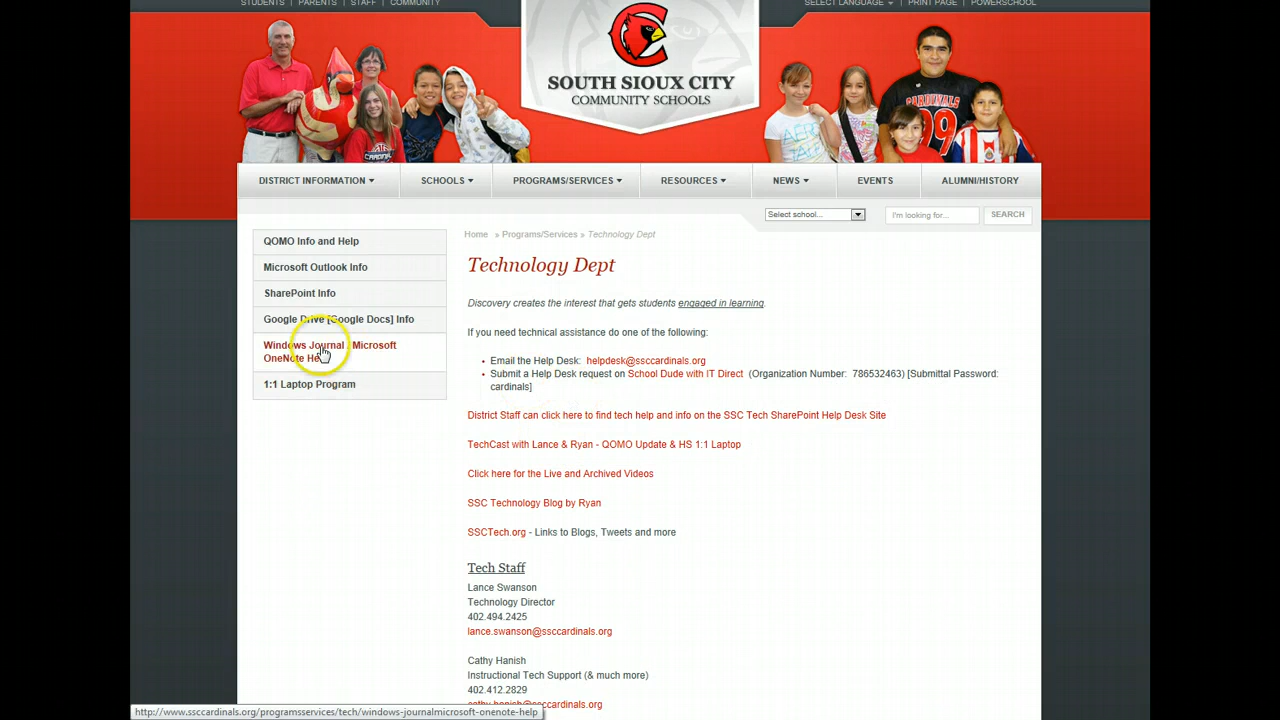 STUDENTS PARENTS STAFF COMMUNITY
SELECT LANGUAGE PRINT PAGE POWERSCHOOL
SOUTH SIOUX CITY
COMMUNITY SCHOOLS
CARDINALS
99
DISTRICT INFORMATION SCHOOLS PROGRAMS/SERVICES RESOURCES NEWS EVENTS ALUMNI/HISTORY
Select school... I'm looking for... SEARCH
QOMO Info and Help
Microsoft Outlook Info
SharePoint Info
Google Drive [Google Docs] Info
Windows Journal / Microsoft
OneNote Help
1:1 Laptop Program
Home » Programs/Services » Technology Dept
Technology Dept
Discovery creates the interest that gets students engaged in learning.
If you need technical assistance do one of the following:
• Email the Help Desk: helpdesk@ssccardinals.org
• Submit a Help Desk request on School Dude with IT Direct (Organization Number: 786532463) [Submittal Password:
cardinals]
District Staff can click here to find tech help and info on the SSC Tech SharePoint Help Desk Site
TechCast with Lance & Ryan - QOMO Update & HS 1:1 Laptop
Click here for the Live and Archived Videos
SSC Technology Blog by Ryan
SSCTech.org - Links to Blogs, Tweets and more
Tech Staff
Lance Swanson
Technology Director
402.494.2425
lance.swanson@ssccardinals.org
Cathy Hanish
Instructional Tech Support (& much more)
402.412.2829
cathy.hanish@ssccardinals.org
http://www.ssccardinals.org/programsservices/tech/windows-journalmicrosoft-onenote-help